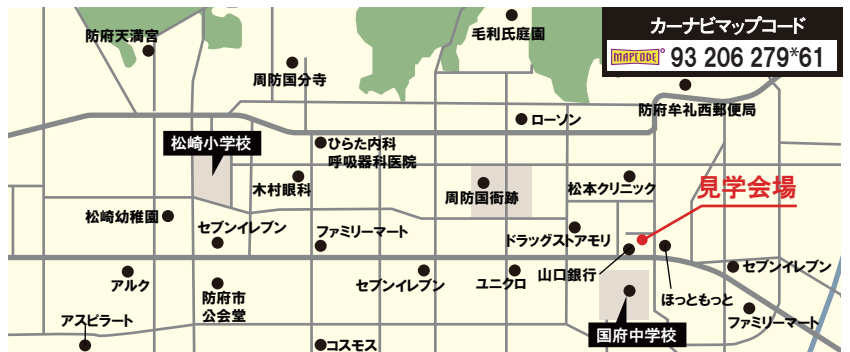 カーナビマップコード
MAPCODE® 93 206 279*61
防府天満宮
毛利氏庭園
周防国分寺
防府牟礼西郵便局
ローソン
松崎小学校
ひらた内科
呼吸器科医院
木村眼科
周防国衙跡
松本クリニック
見学会場
松崎幼稚園
セブンイレブン
ファミリーマート
ドラッグストアモリ
山口銀行
セブンイレブン
アルク
防府市
公会堂
セブンイレブン
ユニクロ
ほっともっと
アスピラート
コスモス
国府中学校
ファミリーマート